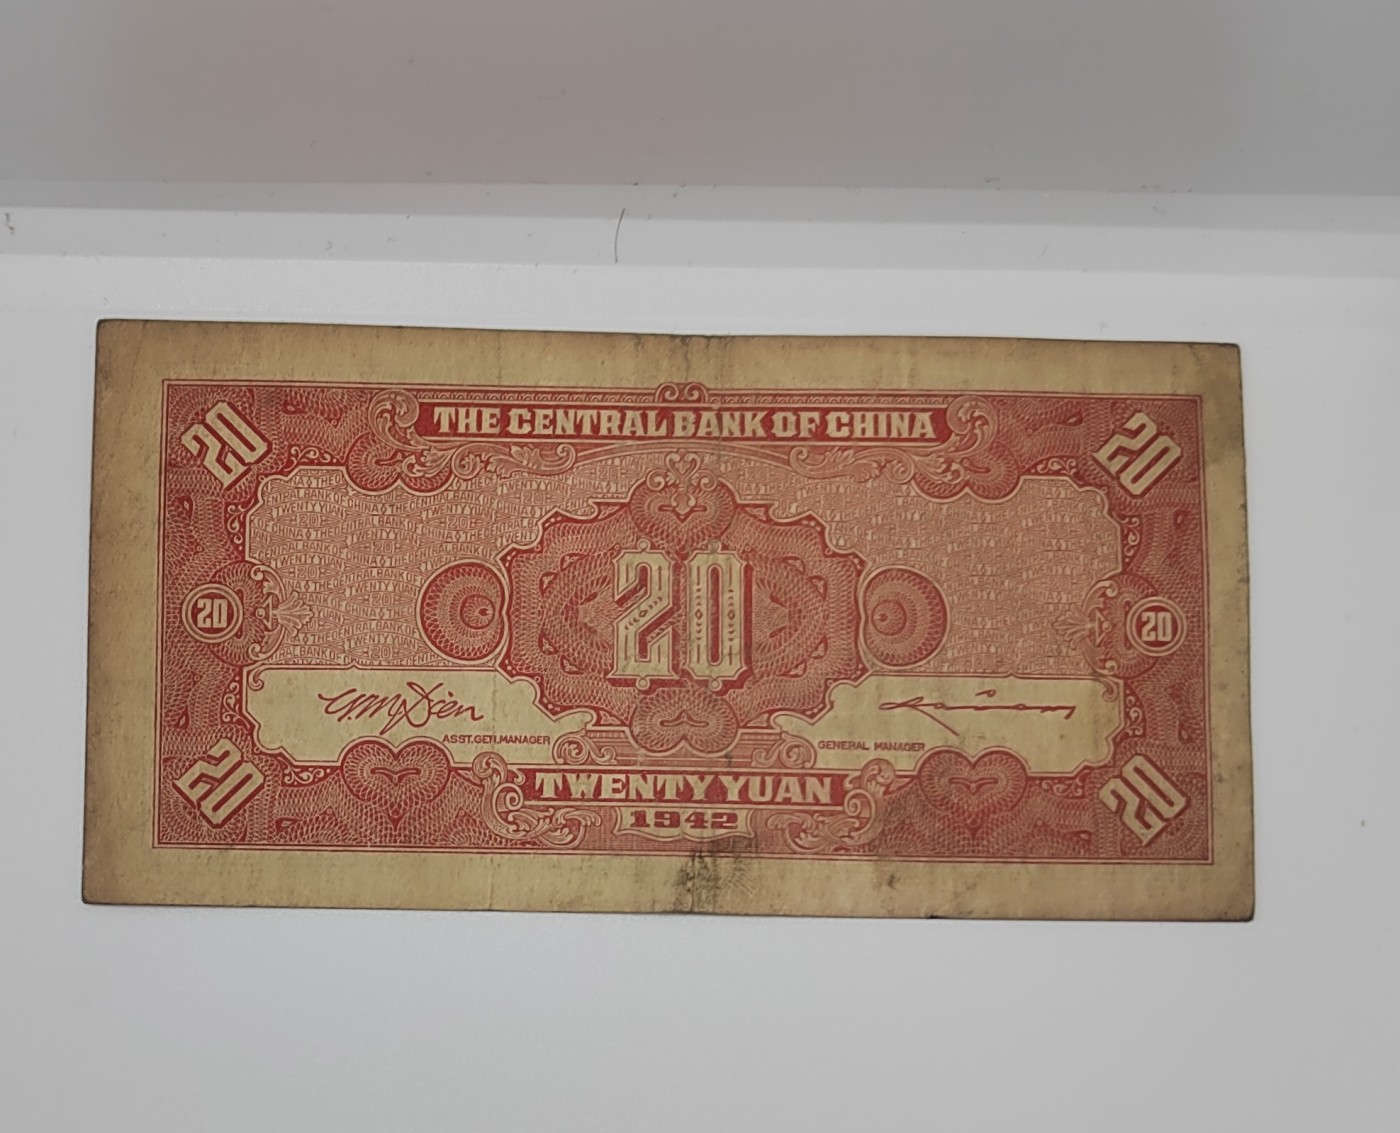 THE CENTRAL BANK OF CHINA
20 20
20
20 20
ASST.GEN.MANAGER GENERAL MANAGER
20 20
TWENTY YUAN
1942